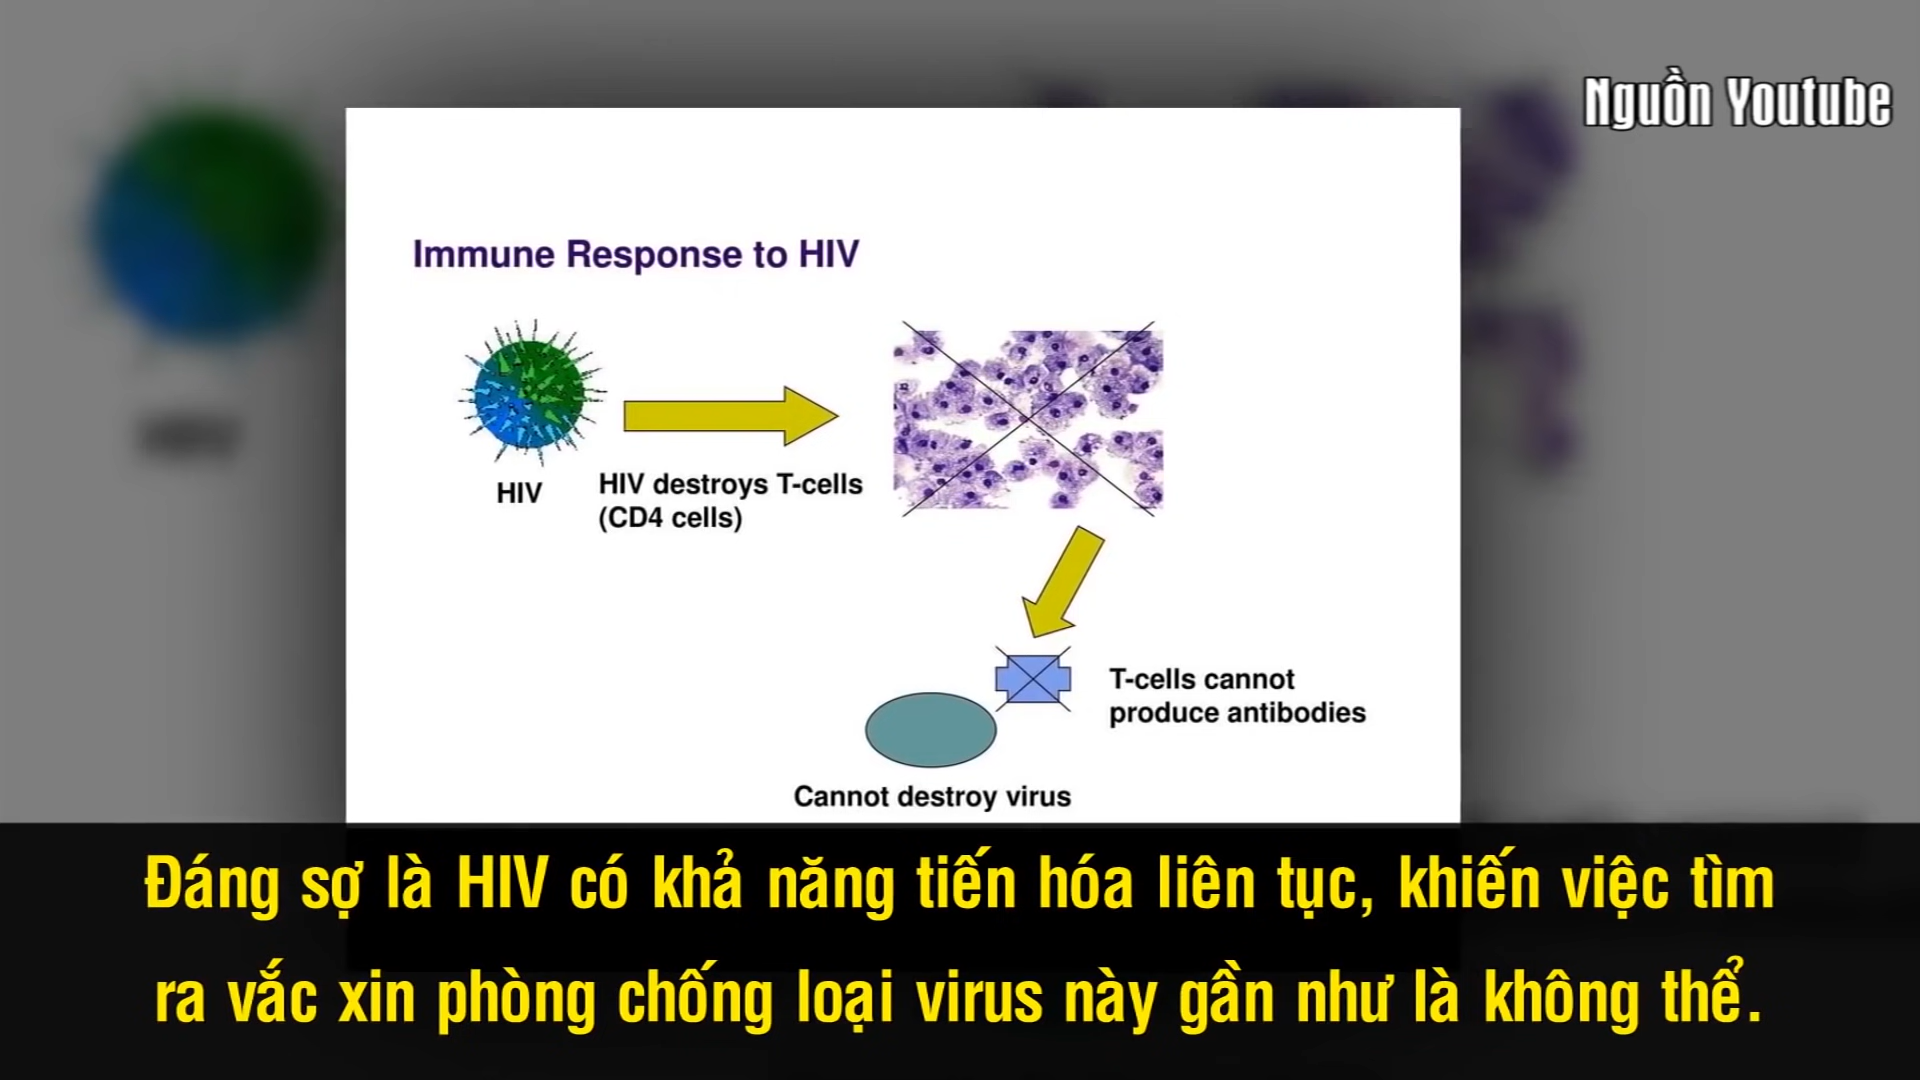 Nguồn Youtube
Immune Response to HIV
HIV
HIV destroys T-cells
(CD4 cells)
T-cells cannot
produce antibodies
Cannot destroy virus
Đáng sợ là HIV có khả năng tiến hóa liên tục, khiến việc tìm
ra vắc xin phòng chống loại virus này gần như là không thể.